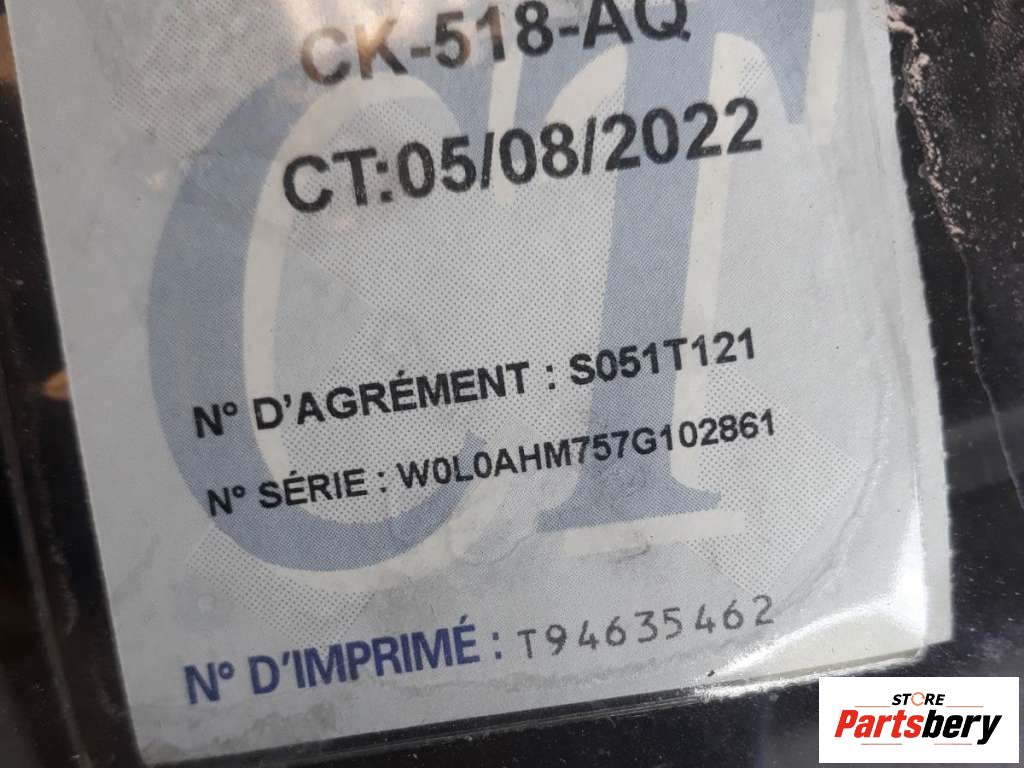 CK-518-AQ
CT:05/08/2022
N° D'AGRÉMENT : S051T121
N° SÉRIE : W0L0AHM757G102861
N° D'IMPRIMÉ : T94635462
STORE
Partsbery